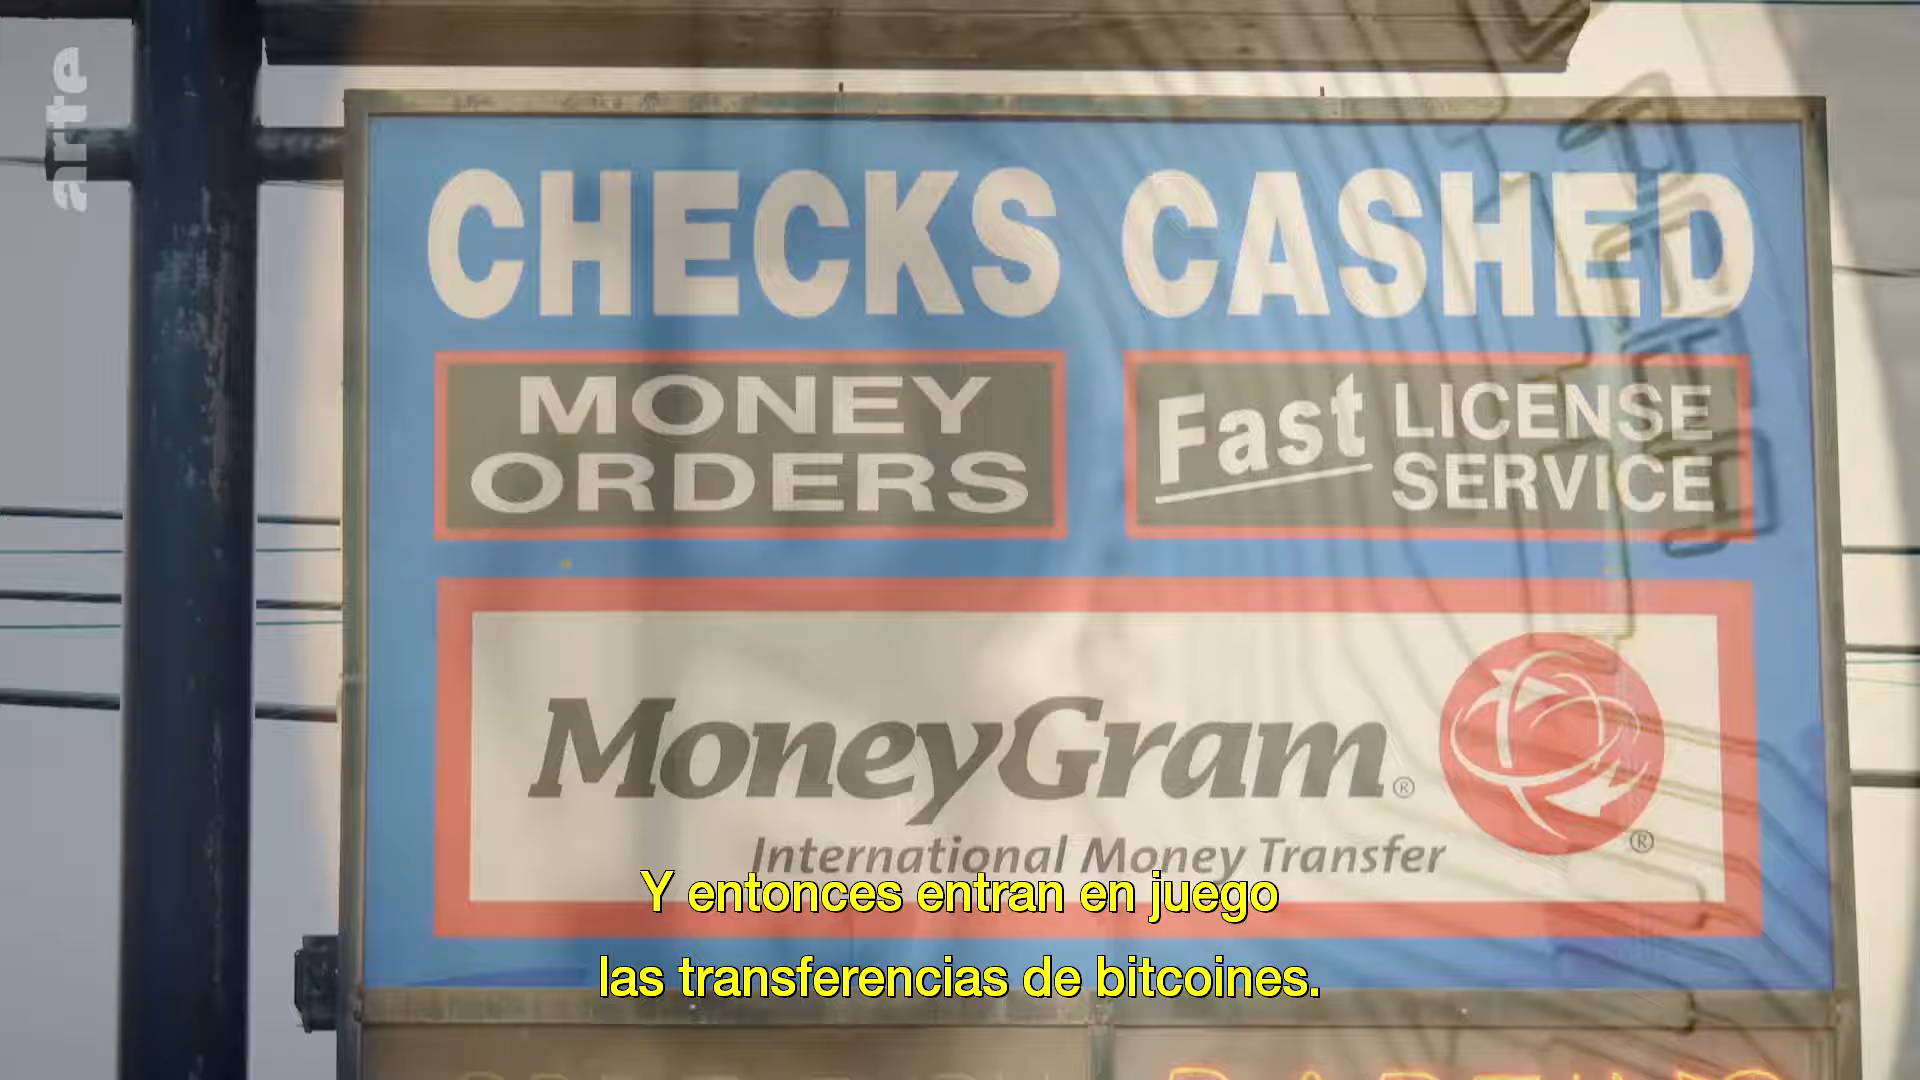 arte
CHECKS CASHED
MONEY
ORDERS
Fast LICENSE
SERVICE
MoneyGram®
International Money Transfer
®
Y entonces entran en juego
las transferencias de bitcoines.